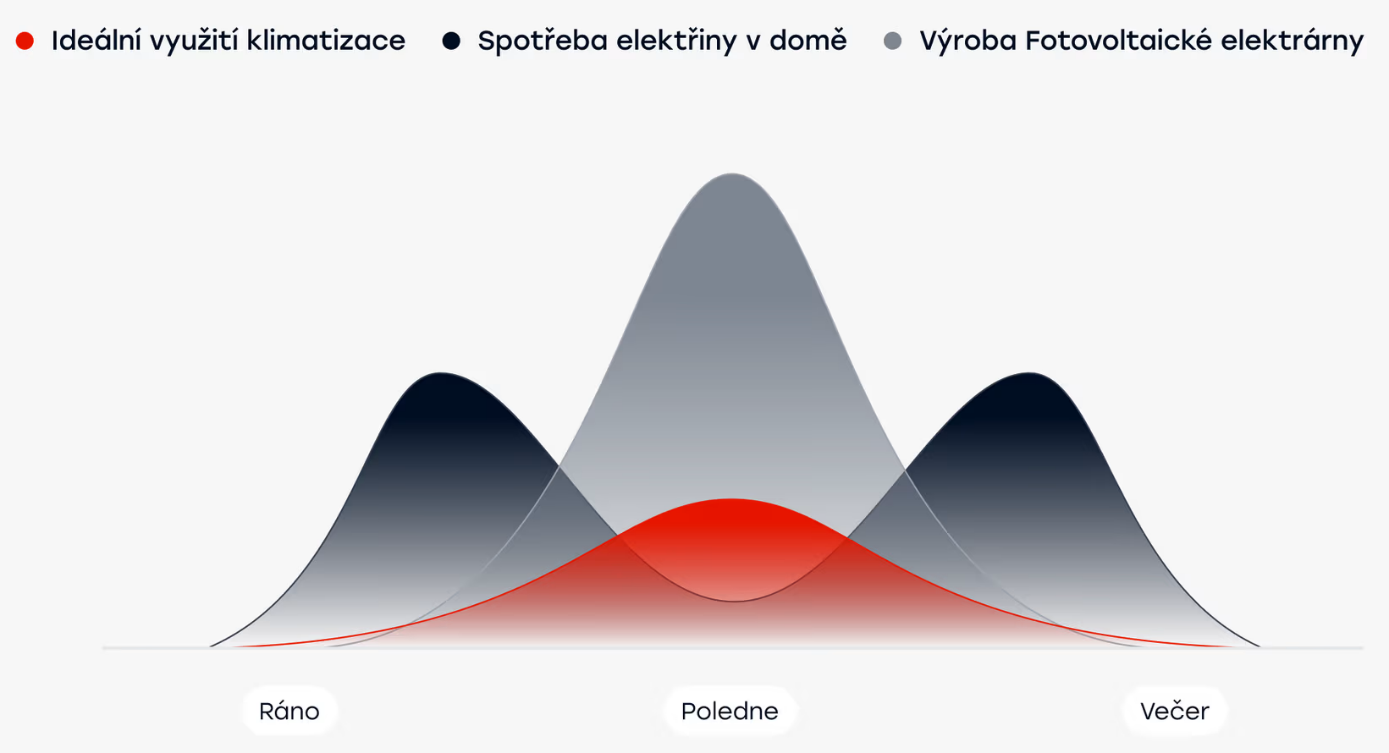 Ideální využití klimatizace Spotřeba elektřiny v domě Výroba Fotovoltaické elektrárny
Ráno Poledne Večer